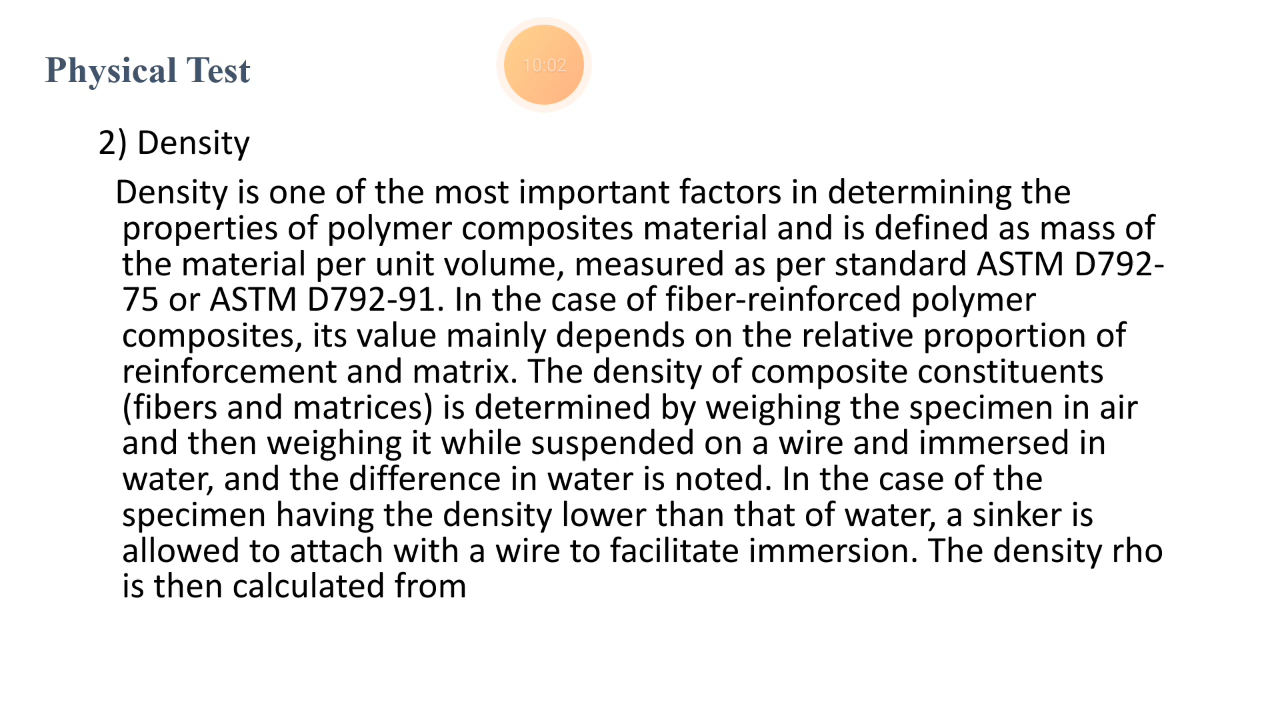 Physical Test
10:02
2) Density
Density is one of the most important factors in determining the
properties of polymer composites material and is defined as mass of
the material per unit volume, measured as per standard ASTM D792-
75 or ASTM D792-91. In the case of fiber-reinforced polymer
composites, its value mainly depends on the relative proportion of
reinforcement and matrix. The density of composite constituents
(fibers and matrices) is determined by weighing the specimen in air
and then weighing it while suspended on a wire and immersed in
water, and the difference in water is noted. In the case of the
specimen having the density lower than that of water, a sinker is
allowed to attach with a wire to facilitate immersion. The density rho
is then calculated from